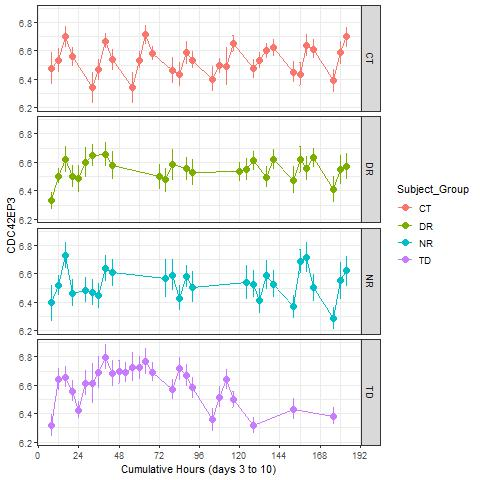 CDC42EP3
6.8
6.6
6.4
6.2
CT
6.8
6.6
6.4
6.2
DR
6.8
6.6
6.4
6.2
NR
6.8
6.6
6.4
6.2
TD
0 24 48 72 96 120 144 168 192
Cumulative Hours (days 3 to 10)
Subject_Group
CT
DR
NR
TD